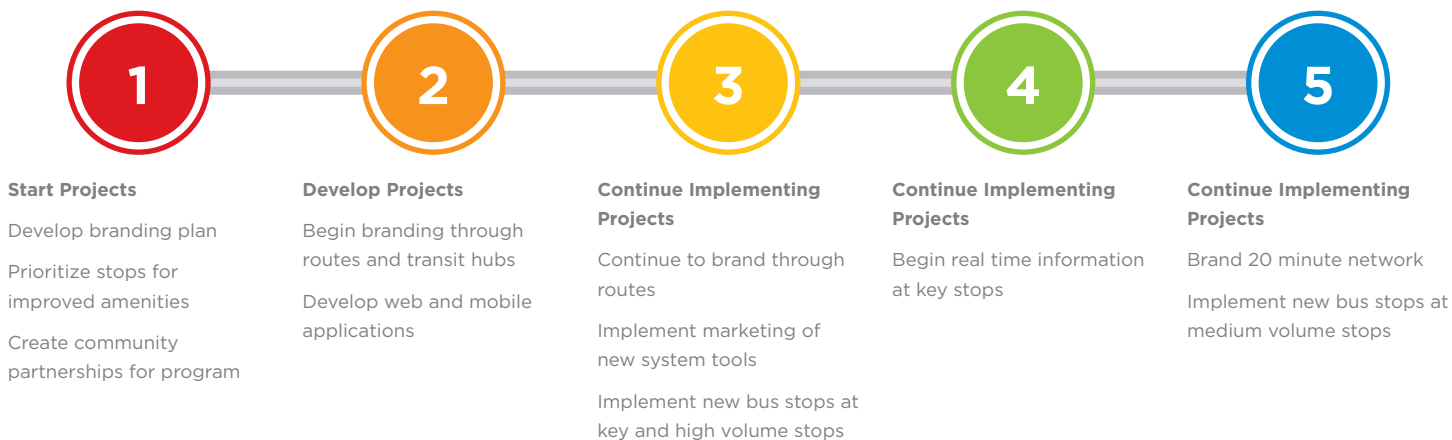 1
2
3
4
5
Start Projects
Develop branding plan
Prioritize stops for
improved amenities
Create community
partnerships for program
Develop Projects
Begin branding through
routes and transit hubs
Develop web and mobile
applications
Continue Implementing
Projects
Continue to brand through
routes
Implement marketing of
new system tools
Implement new bus stops at
key and high volume stops
Continue Implementing
Projects
Begin real time information
at key stops
Continue Implementing
Projects
Brand 20 minute network
Implement new bus stops at
medium volume stops